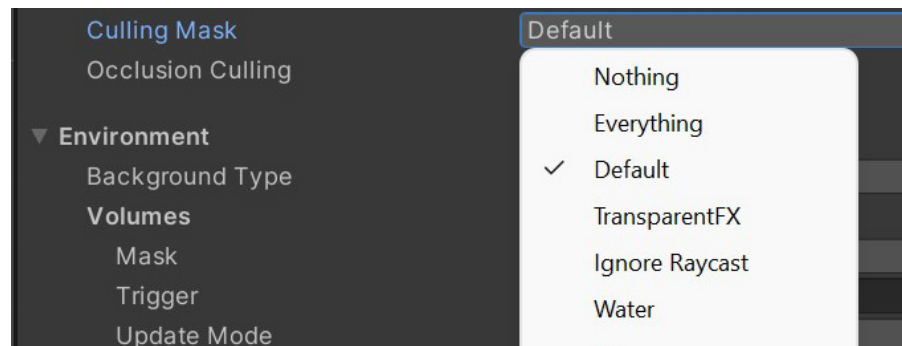 Culling Mask
Default
Occlusion Culling
Nothing
Everything
Environment
Default
Background Type
TransparentFX
Volumes
Mask
Ignore Raycast
Trigger
Water
Update Mode